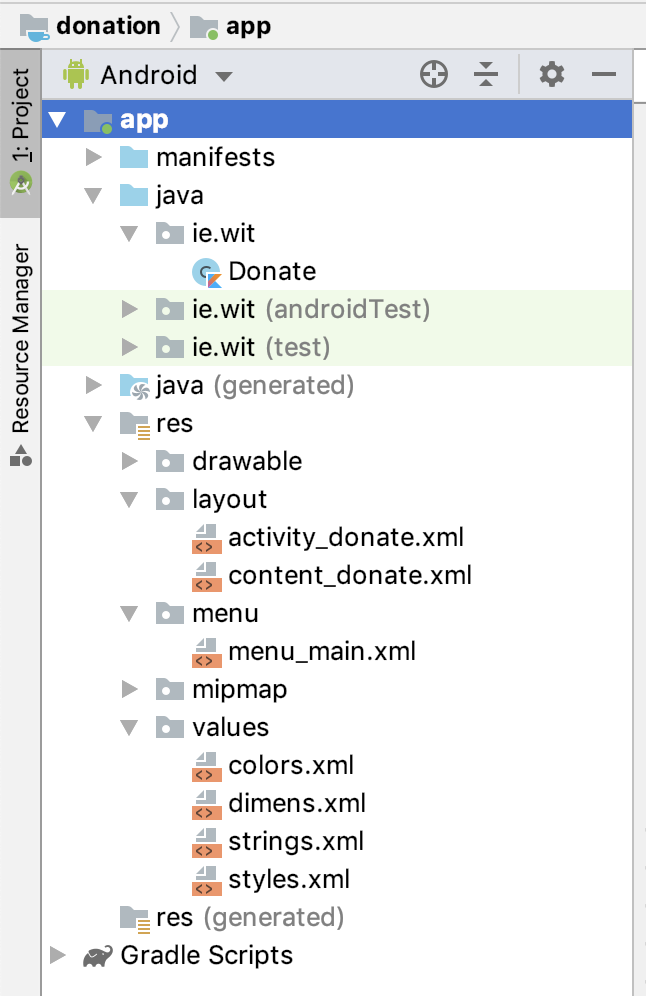 donation app
1: Project
Resource Manager
Android
app
manifests
java
ie.wit
Donate
ie.wit (androidTest)
ie.wit (test)
java (generated)
res
drawable
layout
activity_donate.xml
content_donate.xml
menu
menu_main.xml
mipmap
values
colors.xml
dimens.xml
strings.xml
styles.xml
res (generated)
Gradle Scripts